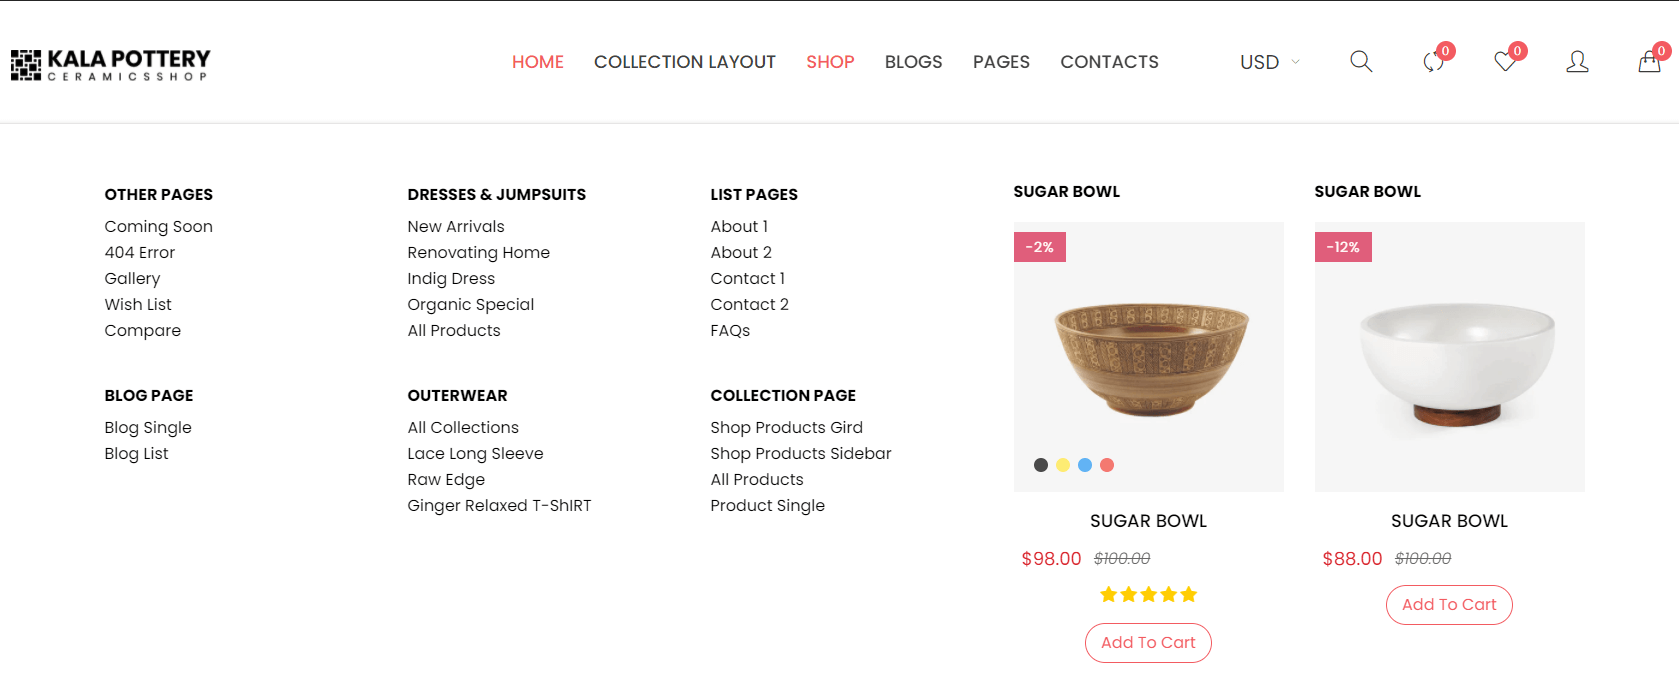 KALA POTTERY
CERAMICSSHOP
HOME COLLECTION LAYOUT SHOP BLOGS PAGES CONTACTS
USD
0
0
0
OTHER PAGES
Coming Soon
404 Error
Gallery
Wish List
Compare
DRESSES & JUMPSUITS
New Arrivals
Renovating Home
Indig Dress
Organic Special
All Products
LIST PAGES
About 1
About 2
Contact 1
Contact 2
FAQs
BLOG PAGE
Blog Single
Blog List
OUTERWEAR
All Collections
Lace Long Sleeve
Raw Edge
Ginger Relaxed T-ShIRT
COLLECTION PAGE
Shop Products Gird
Shop Products Sidebar
All Products
Product Single
SUGAR BOWL
-2%
SUGAR BOWL
$98.00 $100.00
Add To Cart
SUGAR BOWL
-12%
SUGAR BOWL
$88.00 $100.00
Add To Cart